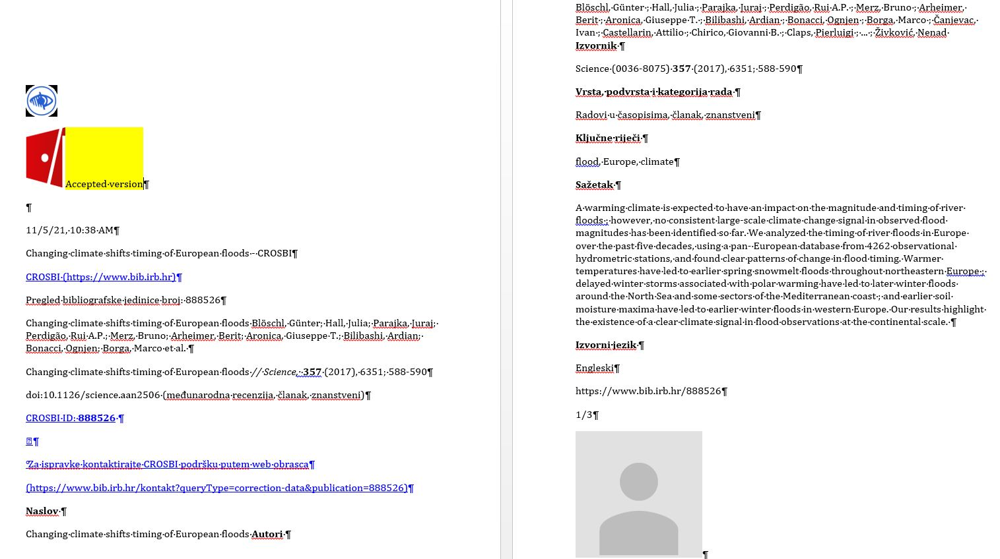 Accepted version¶
¶
11/5/21, 10:38 AM¶
Changing climate shifts timing of European floods - CROSBI¶
CROSBI (https://www.bib.irb.hr)¶
Pregled bibliografske jedinice broj: 888526¶
Changing climate shifts timing of European floods Blöschl, Günter; Hall, Julia; Parajka, Juraj;
Perdigão, Rui A.P.; Merz, Bruno; Arheimer, Berit; Aronica, Giuseppe T.; Bilibashi, Ardian;
Bonacci, Ognjen; Borga, Marco et al. ¶
Changing climate shifts timing of European floods // Science, 357 (2017), 6351; 588-590¶
doi:10.1126/science.aan2506 (međunarodna recenzija, članak, znanstveni)¶
CROSBI ID: 888526 ¶
¶
Za ispravke kontaktirajte CROSBI podršku putem web obrasca¶
(https://www.bib.irb.hr/kontakt?queryType=correction-data&publication=888526)¶
Naslov ¶
Changing climate shifts timing of European floods Autori ¶
Blöschl, Günter ; Hall, Julia ; Parajka, Juraj ; Perdigão, Rui A.P. ; Merz, Bruno ; Arheimer,
Berit ; Aronica, Giuseppe T. ; Bilibashi, Ardian ; Bonacci, Ognjen ; Borga, Marco ; Čanjevac,
Ivan ; Castellarin, Attilio ; Chirico, Giovanni B. ; Claps, Pierluigi ; ... ; Živković, Nenad
Izvornik ¶
Science (0036-8075) 357 (2017), 6351; 588-590¶
Vrsta, podvrsta i kategorija rada ¶
Radovi u časopisima, članak, znanstveni¶
Ključne riječi ¶
flood, Europe, climate¶
Sažetak ¶
A warming climate is expected to have an impact on the magnitude and timing of river
floods ; however, no consistent large-scale climate change signal in observed flood
magnitudes has been identified so far. We analyzed the timing of river floods in Europe
over the past five decades, using a pan- European database from 4262 observational
hydrometric stations, and found clear patterns of change in flood timing. Warmer
temperatures have led to earlier spring snowmelt floods throughout northeastern Europe ;
delayed winter storms associated with polar warming have led to later winter floods
around the North Sea and some sectors of the Mediterranean coast ; and earlier soil
moisture maxima have led to earlier winter floods in western Europe. Our results highlight
the existence of a clear climate signal in flood observations at the continental scale. ¶
Izvorni jezik ¶
Engleski¶
https://www.bib.irb.hr/888526¶
1/3¶
¶